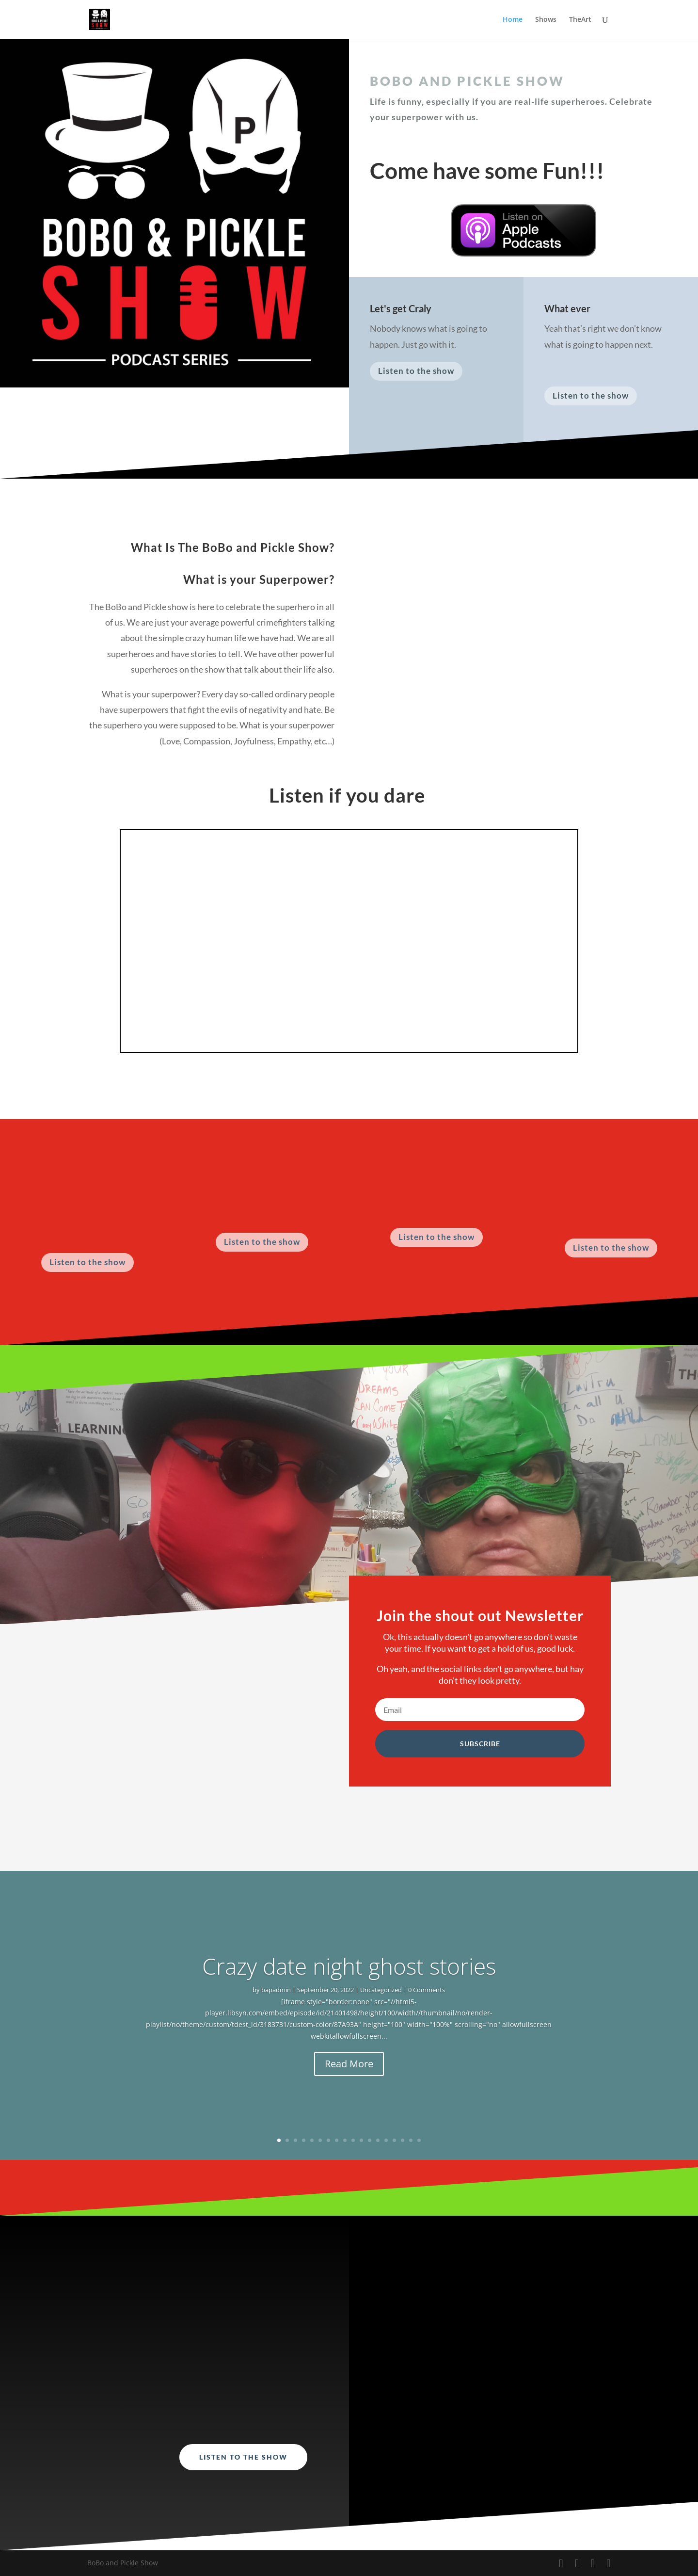 Home
Shows
TheArt
U
P
BOBO & PICKLE
SHOW
PODCAST SERIES
BOBO AND PICKLE SHOW
Life is funny, especially if you are real-life superheroes. Celebrate
your superpower with us.
Come have some Fun!!!
Listen on
Apple
Podcasts
Let's get Craly
Nobody knows what is going to
happen. Just go with it.
Listen to the show
What ever
Yeah that's right we don't know
what is going to happen next.
Listen to the show
What Is The BoBo and Pickle Show?
What is your Superpower?
The BoBo and Pickle show is here to celebrate the superhero in all
of us. We are just your average powerful crimefighters talking
about the simple crazy human life we have had. We are all
superheroes and have stories to tell. We have other powerful
superheroes on the show that talk about their life also.
What is your superpower? Every day so-called ordinary people
have superpowers that fight the evils of negativity and hate. Be
the superhero you were supposed to be. What is your superpower
(Love, Compassion, Joyfulness, Empathy, etc...)
Listen if you dare
Listen to the show
Listen to the show
Listen to the show
Listen to the show
LEARNING
DREAMS
CAN COME
TH
Let's
keep
Join the shout out Newsletter
Ok, this actually doesn't go anywhere so don't waste
your time. If you want to get a hold of us, good luck.
Oh yeah, and the social links don't go anywhere, but hay
don't they look pretty.
Email
SUBSCRIBE
Crazy date night ghost stories
by bapadmin | September 20, 2022 | Uncategorized | 0 Comments
[iframe style="border:none" src="//html5-
player.libsyn.com/embed/episode/id/21401498/height/100/width//thumbnail/no/render-
playlist/no/theme/custom/tdest_id/3183731/custom-color/87A93A" height="100" width="100%" scrolling="no" allowfullscreen
webkitallowfullscreen...
Read More
LISTEN TO THE SHOW
BoBo and Pickle Show